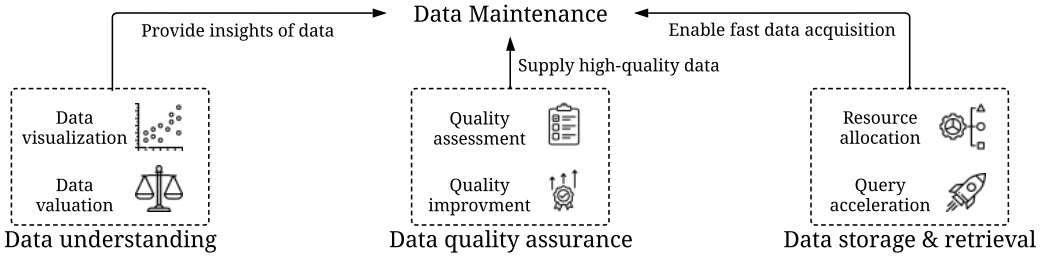 Data Maintenance
Provide insights of data
Enable fast data acquisition
Supply high-quality data
Data
visualization
Data
valuation
Data understanding
Quality
assessment
Quality
improvment
Data quality assurance
Resource
allocation
Query
acceleration
Data storage & retrieval